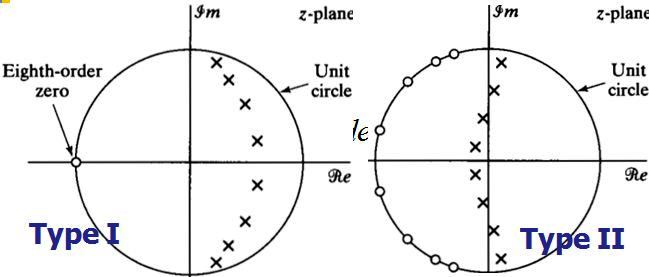 ℐm
z-plane
Eighth-order
zero
Unit
circle
ℛe
Type I
ℐm
z-plane
Unit
circle
ℛe
Type II